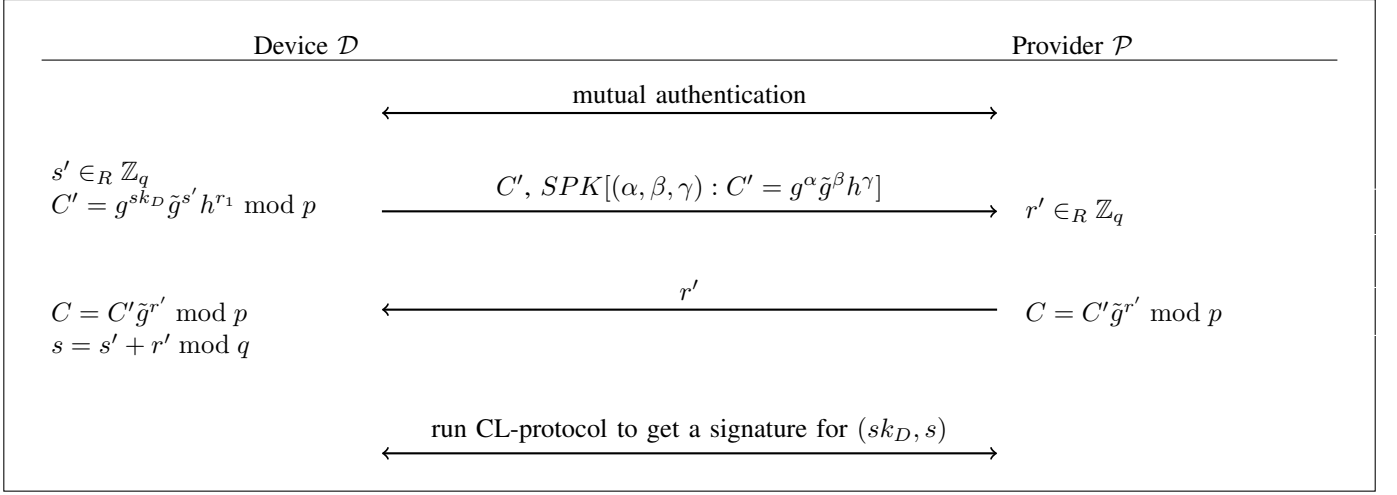 Device 𝒟 Provider 𝒫
mutual authentication
s′ ∈_R ℤ_q
C′ = g^{sk_D} g̃^{s′} h^{r_1} mod p
C′, SPK[(α, β, γ) : C′ = g^α g̃^β h^γ]
r′ ∈_R ℤ_q
r′
C = C′g̃^{r′} mod p
s = s′ + r′ mod q
C = C′g̃^{r′} mod p
run CL-protocol to get a signature for (sk_D, s)